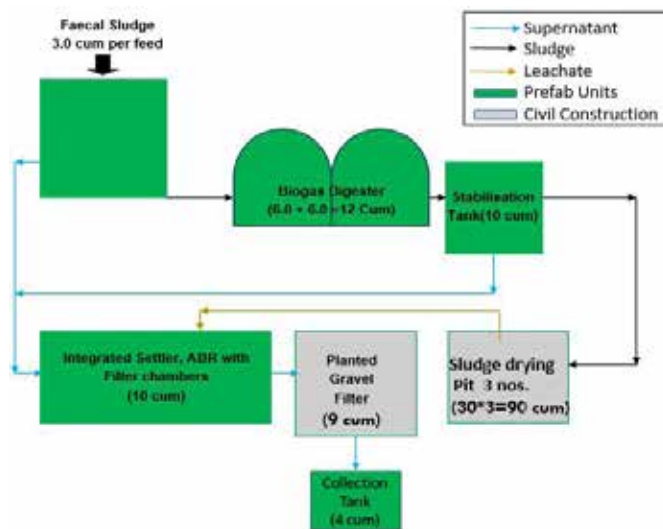 Faecal Sludge
3.0 cum per feed
Supernatant
Sludge
Leachate
Prefab Units
Civil Construction
Biogas Digester
(6.0 + 6.0 =12 Cum)
Stabilisation
Tank(10 cum)
Integrated Settler, ABR with
Filter chambers
(10 cum)
Planted
Gravel
Filter
(9 cum)
Sludge drying
Pit 3 nos.
(30*3=90 cum)
Collection
Tank
(4 cum)